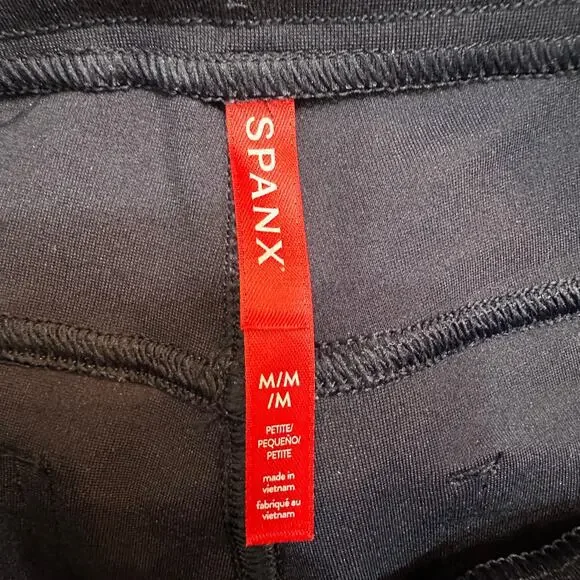 SPANX
M/M
/M
PETITE/
PEQUEÑO/
PETITE
made in
vietnam
fabriqué au
vietnam